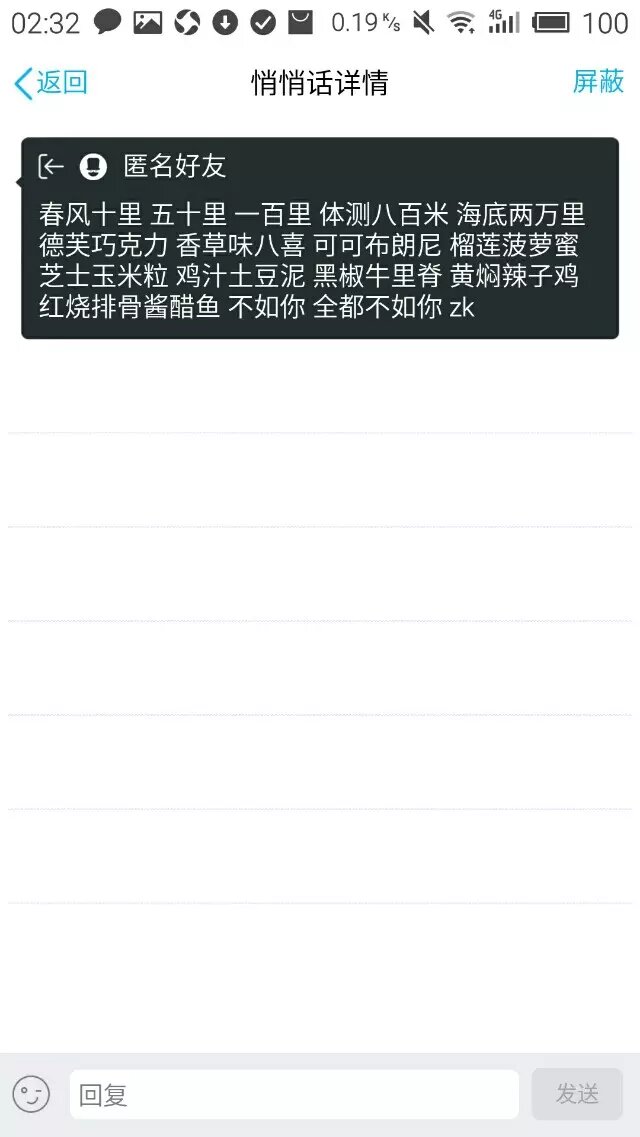 02:32 0.19 K/s 4G 100
返回 悄悄话详情 屏蔽
匿名好友
春风十里 五十里 一百里 体测八百米 海底两万里
德芙巧克力 香草味八喜 可可布朗尼 榴莲菠萝蜜
芝士玉米粒 鸡汁土豆泥 黑椒牛里脊 黄焖辣子鸡
红烧排骨酱醋鱼 不如你 全都不如你 zk
回复 发送